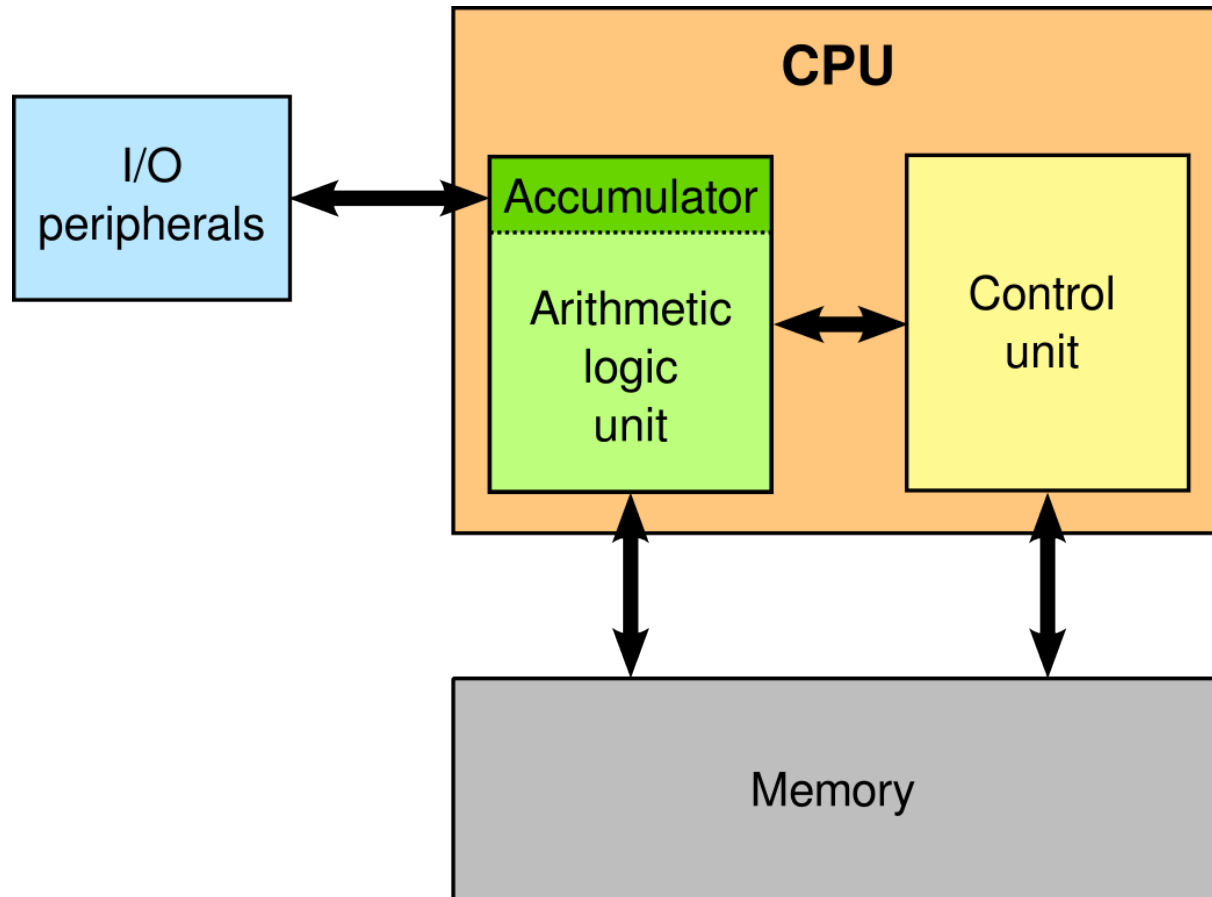 CPU
I/O
peripherals
Accumulator
Arithmetic
logic
unit
Control
unit
Memory